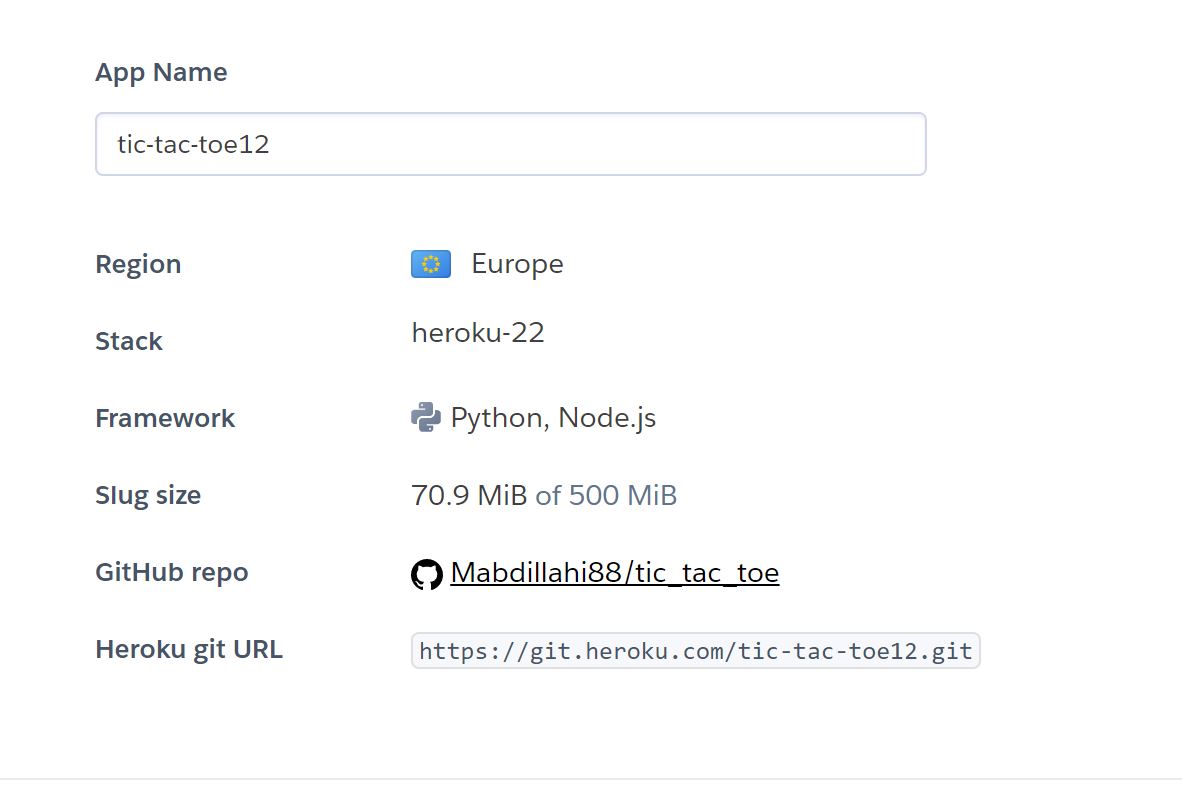 App Name
tic-tac-toe12
Region Europe
Stack heroku-22
Framework Python, Node.js
Slug size 70.9 MiB of 500 MiB
GitHub repo Mabdillahi88/tic_tac_toe
Heroku git URL https://git.heroku.com/tic-tac-toe12.git